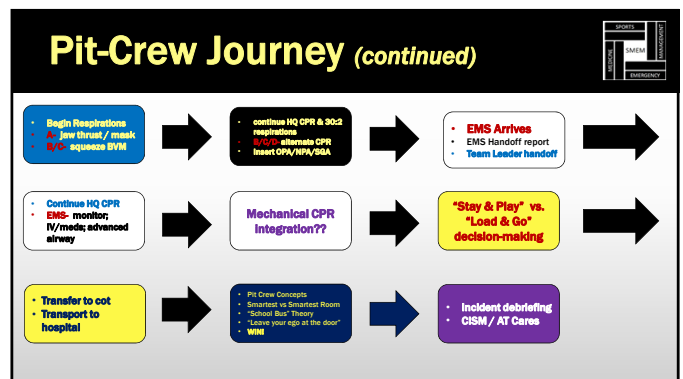 Pit-Crew Journey (continued)
SPORTS
MEDICINE
SMEM
MANAGEMENT
EMERGENCY
• Begin Respirations
• A- jaw thrust / mask
• B/C- squeeze BVM
• continue HQ CPR & 30:2
respirations
• B/C/D- alternate CPR
• Insert OPA/NPA/SGA
• EMS Arrives
• EMS Handoff report
• Team Leader handoff
• Continue HQ CPR
• EMS- monitor;
IV/meds; advanced
airway
Mechanical CPR
integration??
“Stay & Play” vs.
“Load & Go”
decision-making
• Transfer to cot
• Transport to
hospital
• Pit Crew Concepts
• Smartest vs Smartest Room
• “School Bus” Theory
• “Leave your ego at the door”
• WIN!
• Incident debriefing
• CISM / AT Cares